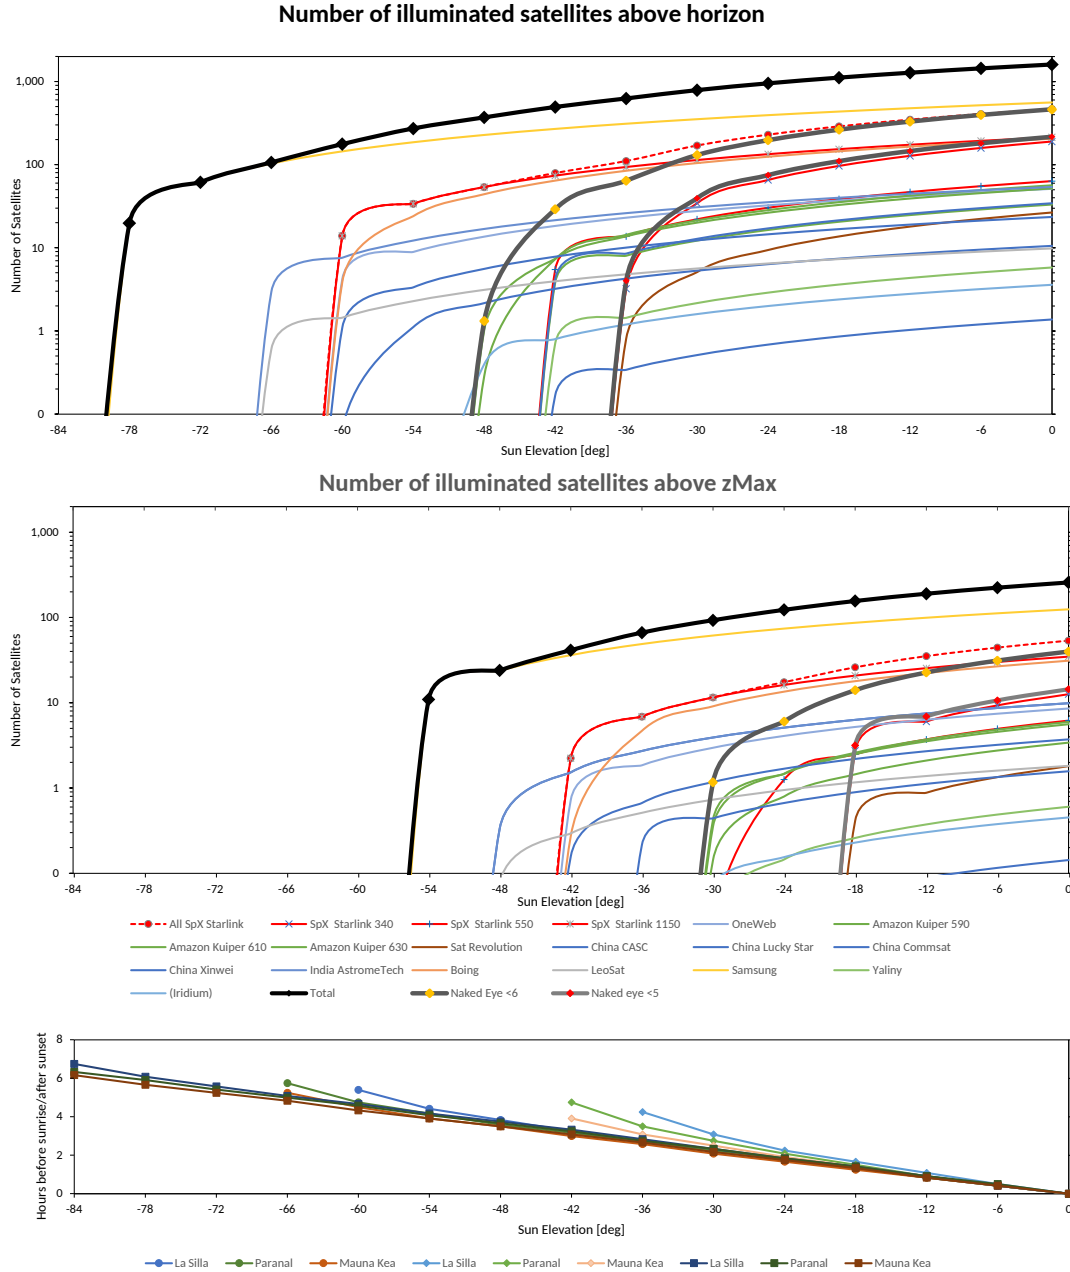 Number of illuminated satellites above horizon
1,000
100
10
1
0
Number of Satellites
-84 -78 -72 -66 -60 -54 -48 -42 -36 -30 -24 -18 -12 -6 0
Sun Elevation [deg]
Number of illuminated satellites above zMax
1,000
100
10
1
0
Number of Satellites
-84 -78 -72 -66 -60 -54 -48 -42 -36 -30 -24 -18 -12 -6 0
Sun Elevation [deg]
All SpX Starlink SpX Starlink 340 SpX Starlink 550 SpX Starlink 1150 OneWeb Amazon Kuiper 590
Amazon Kuiper 610 Amazon Kuiper 630 Sat Revolution China CASC China Lucky Star China Commsat
China Xinwei India AstromeTech Boing LeoSat Samsung Yaliny
(Iridium) Total Naked Eye <6 Naked eye <5
8
6
4
2
0
Hours before sunrise/after sunset
-84 -78 -72 -66 -60 -54 -48 -42 -36 -30 -24 -18 -12 -6 0
Sun Elevation [deg]
La Silla Paranal Mauna Kea La Silla Paranal Mauna Kea La Silla Paranal Mauna Kea